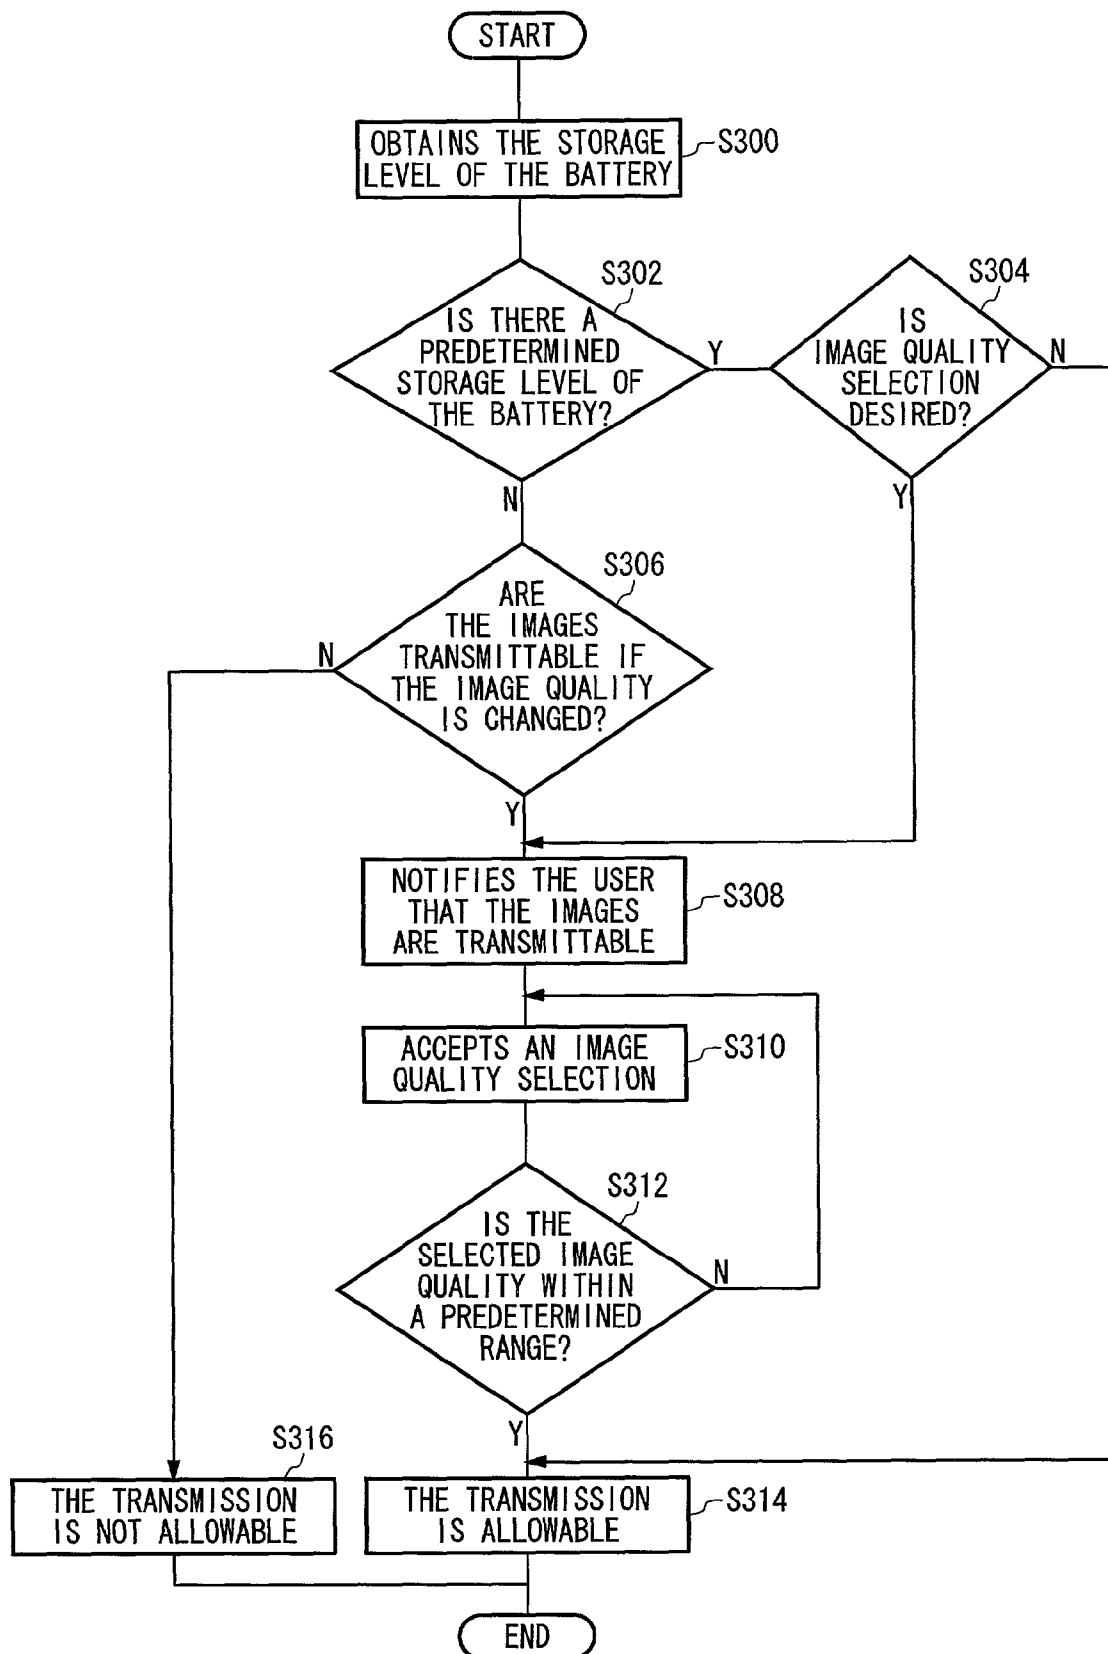 START
OBTAINS THE STORAGE
LEVEL OF THE BATTERY
S300
S302
IS THERE A
PREDETERMINED
STORAGE LEVEL OF
THE BATTERY?
Y
N
S304
IS
IMAGE QUALITY
SELECTION
DESIRED?
N
Y
S306
ARE
THE IMAGES
TRANSMITTABLE IF
THE IMAGE QUALITY
IS CHANGED?
N
Y
NOTIFIES THE USER
THAT THE IMAGES
ARE TRANSMITTABLE
S308
ACCEPTS AN IMAGE
QUALITY SELECTION
S310
S312
IS THE
SELECTED IMAGE
QUALITY WITHIN
A PREDETERMINED
RANGE?
N
Y
S316
THE TRANSMISSION
IS NOT ALLOWABLE
THE TRANSMISSION
IS ALLOWABLE
S314
END